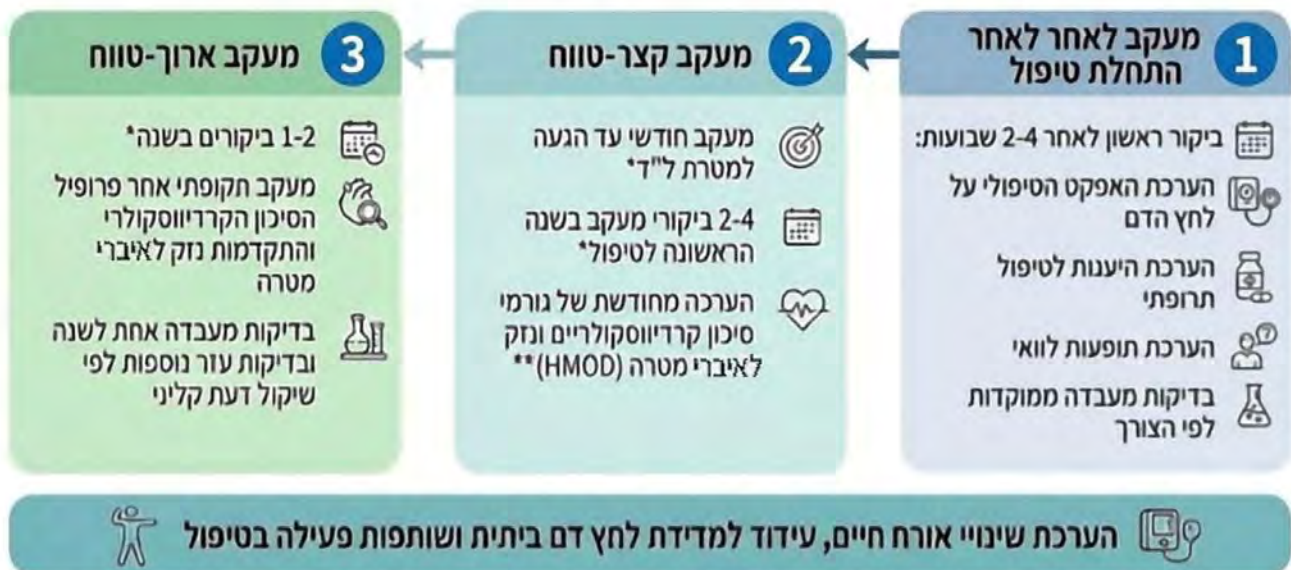 1
מעקב לאחר לאחר
התחלת טיפול
ביקור ראשון לאחר 2-4 שבועות:
הערכת האפקט הטיפולי על
לחץ הדם
הערכת היענות לטיפול
תרופתי
הערכת תופעות לוואי
בדיקות מעבדה ממוקדות
לפי הצורך
2
מעקב קצר-טווח
מעקב חודשי עד הגעה
למטרת ל"ד*
2-4 ביקורי מעקב בשנה
הראשונה לטיפול*
הערכה מחודשת של גורמי
סיכון קרדיווסקולריים ונזק
לאיברי מטרה (HMOD)**
3
מעקב ארוך-טווח
1-2 ביקורים בשנה*
מעקב תקופתי אחר פרופיל
הסיכון הקרדיווסקולרי
והתקדמות נזק לאיברי
מטרה
בדיקות מעבדה אחת לשנה
ובדיקות עזר נוספות לפי
שיקול דעת קליני
הערכת שינויי אורח חיים, עידוד למדידת לחץ דם ביתית ושותפות פעילה בטיפול